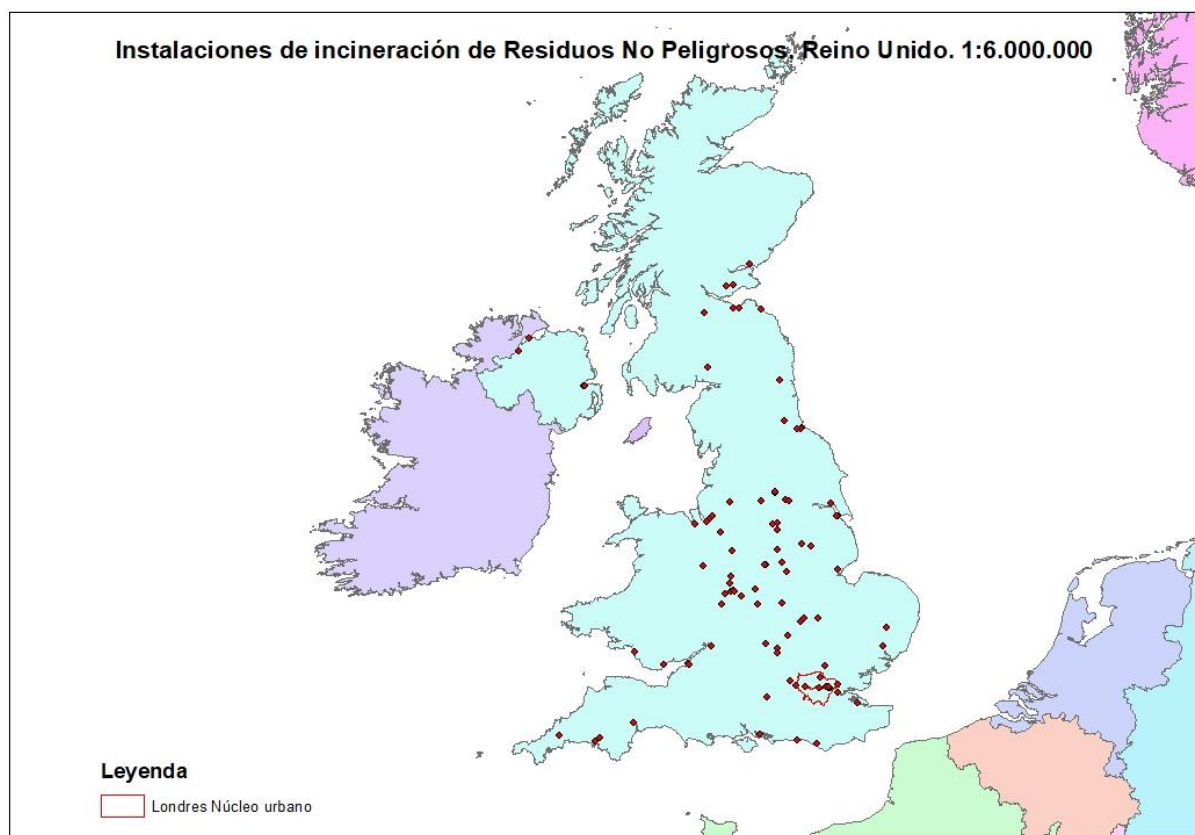 Instalaciones de incineración de Residuos No Peligrosos. Reino Unido. 1:6.000.000
Leyenda
Londres Núcleo urbano